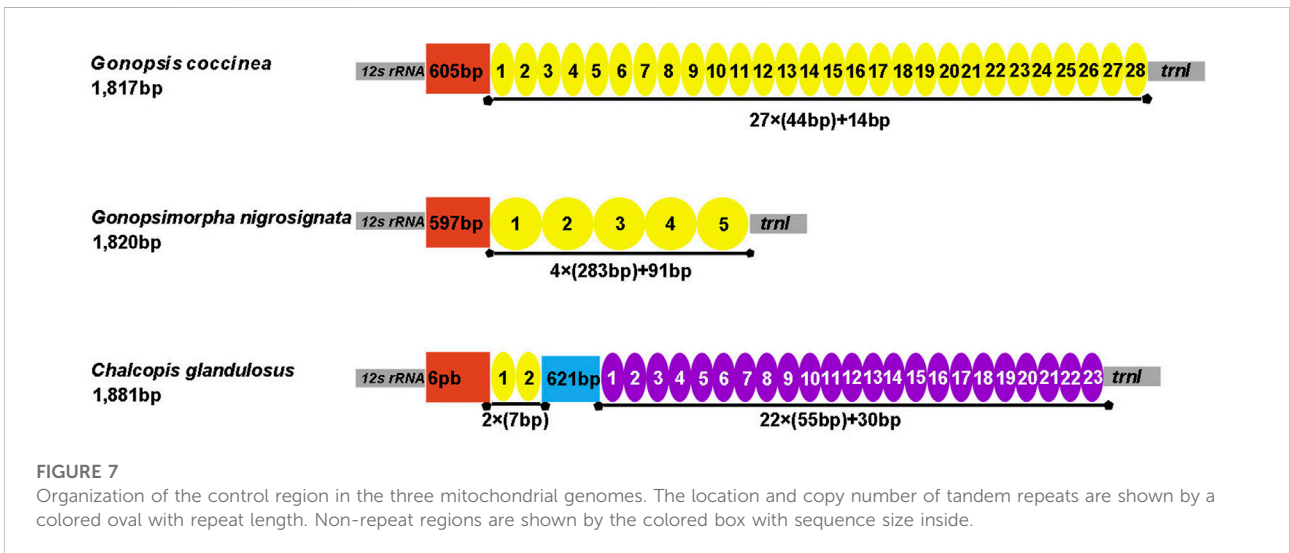 Gonopsis coccinea
1,817bp
12s rRNA 605bp 1 2 3 4 5 6 7 8 9 10 11 12 13 14 15 16 17 18 19 20 21 22 23 24 25 26 27 28 trnI
27×(44bp)+14bp
Gonopsimorpha nigrosignata
1,820bp
12s rRNA 597bp 1 2 3 4 5 trnI
4×(283bp)+91bp
Chalcopis glandulosus
1,881bp
12s rRNA 6pb 1 2 621bp 1 2 3 4 5 6 7 8 9 10 11 12 13 14 15 16 17 18 19 20 21 22 23 trnI
2×(7bp) 22×(55bp)+30bp
FIGURE 7
Organization of the control region in the three mitochondrial genomes. The location and copy number of tandem repeats are shown by a
colored oval with repeat length. Non-repeat regions are shown by the colored box with sequence size inside.